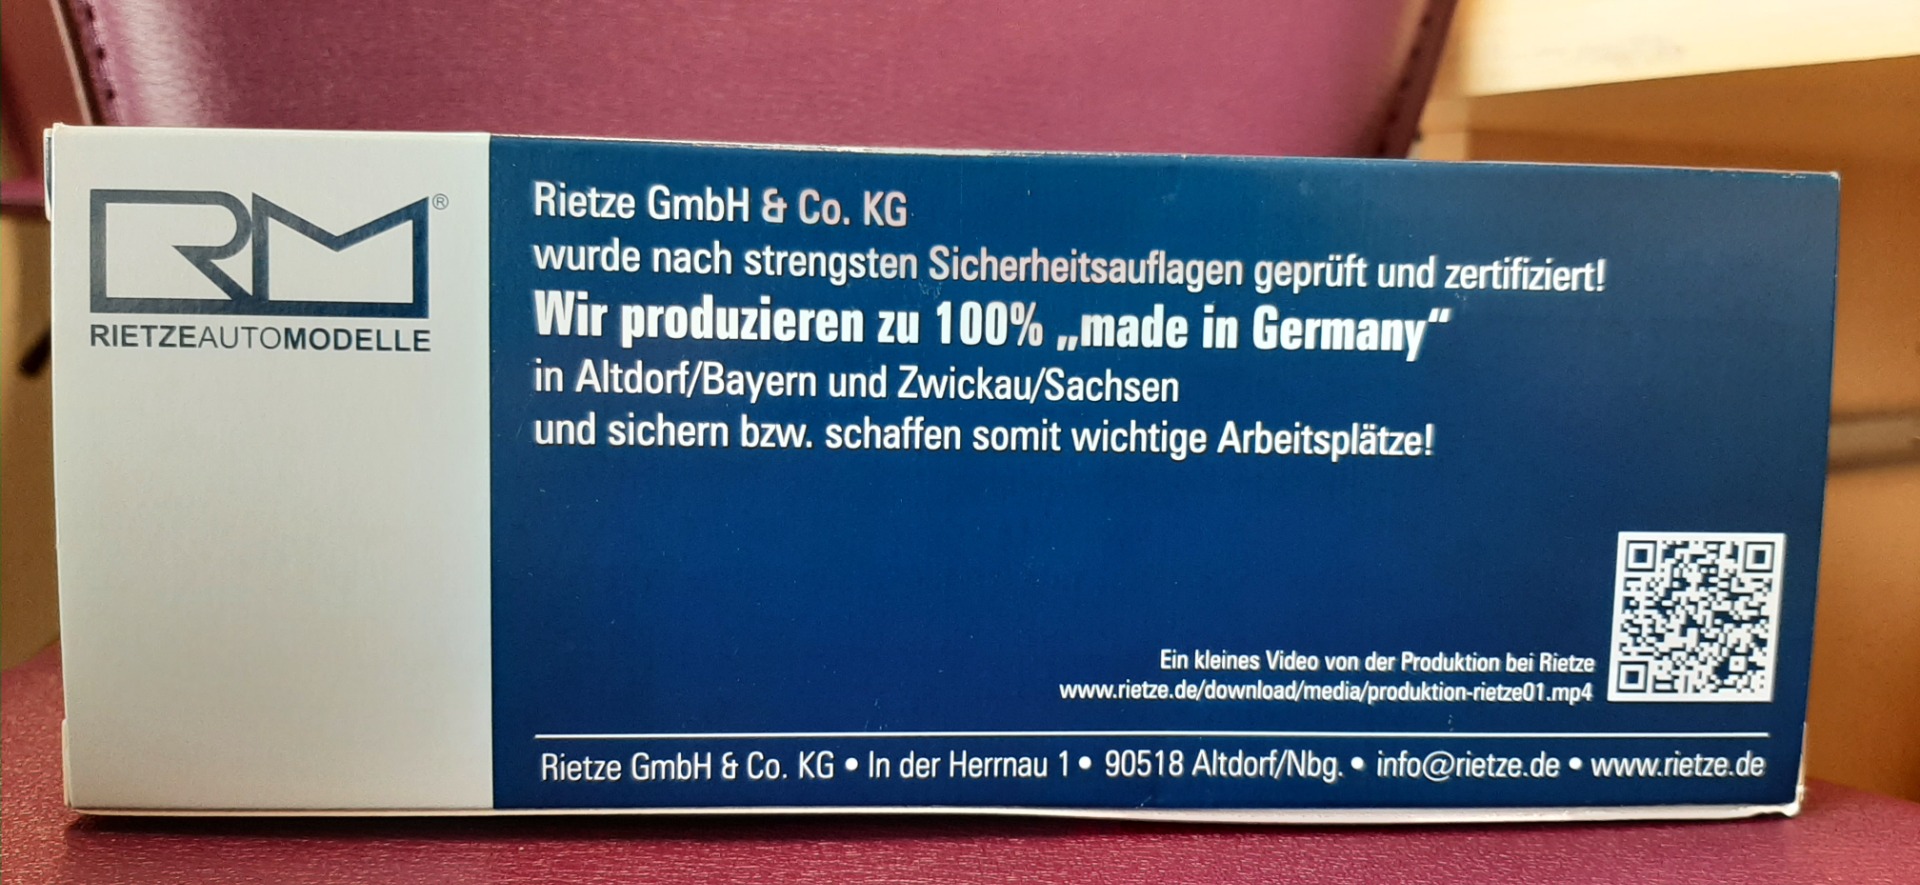 RM®
RIETZEAUTOMODELLE
Rietze GmbH & Co. KG
wurde nach strengsten Sicherheitsauflagen geprüft und zertifiziert!
Wir produzieren zu 100% „made in Germany“
in Altdorf/Bayern und Zwickau/Sachsen
und sichern bzw. schaffen somit wichtige Arbeitsplätze!
Ein kleines Video von der Produktion bei Rietze
www.rietze.de/download/media/produktion-rietze01.mp4
Rietze GmbH & Co. KG • In der Herrnau 1 • 90518 Altdorf/Nbg. • info@rietze.de • www.rietze.de